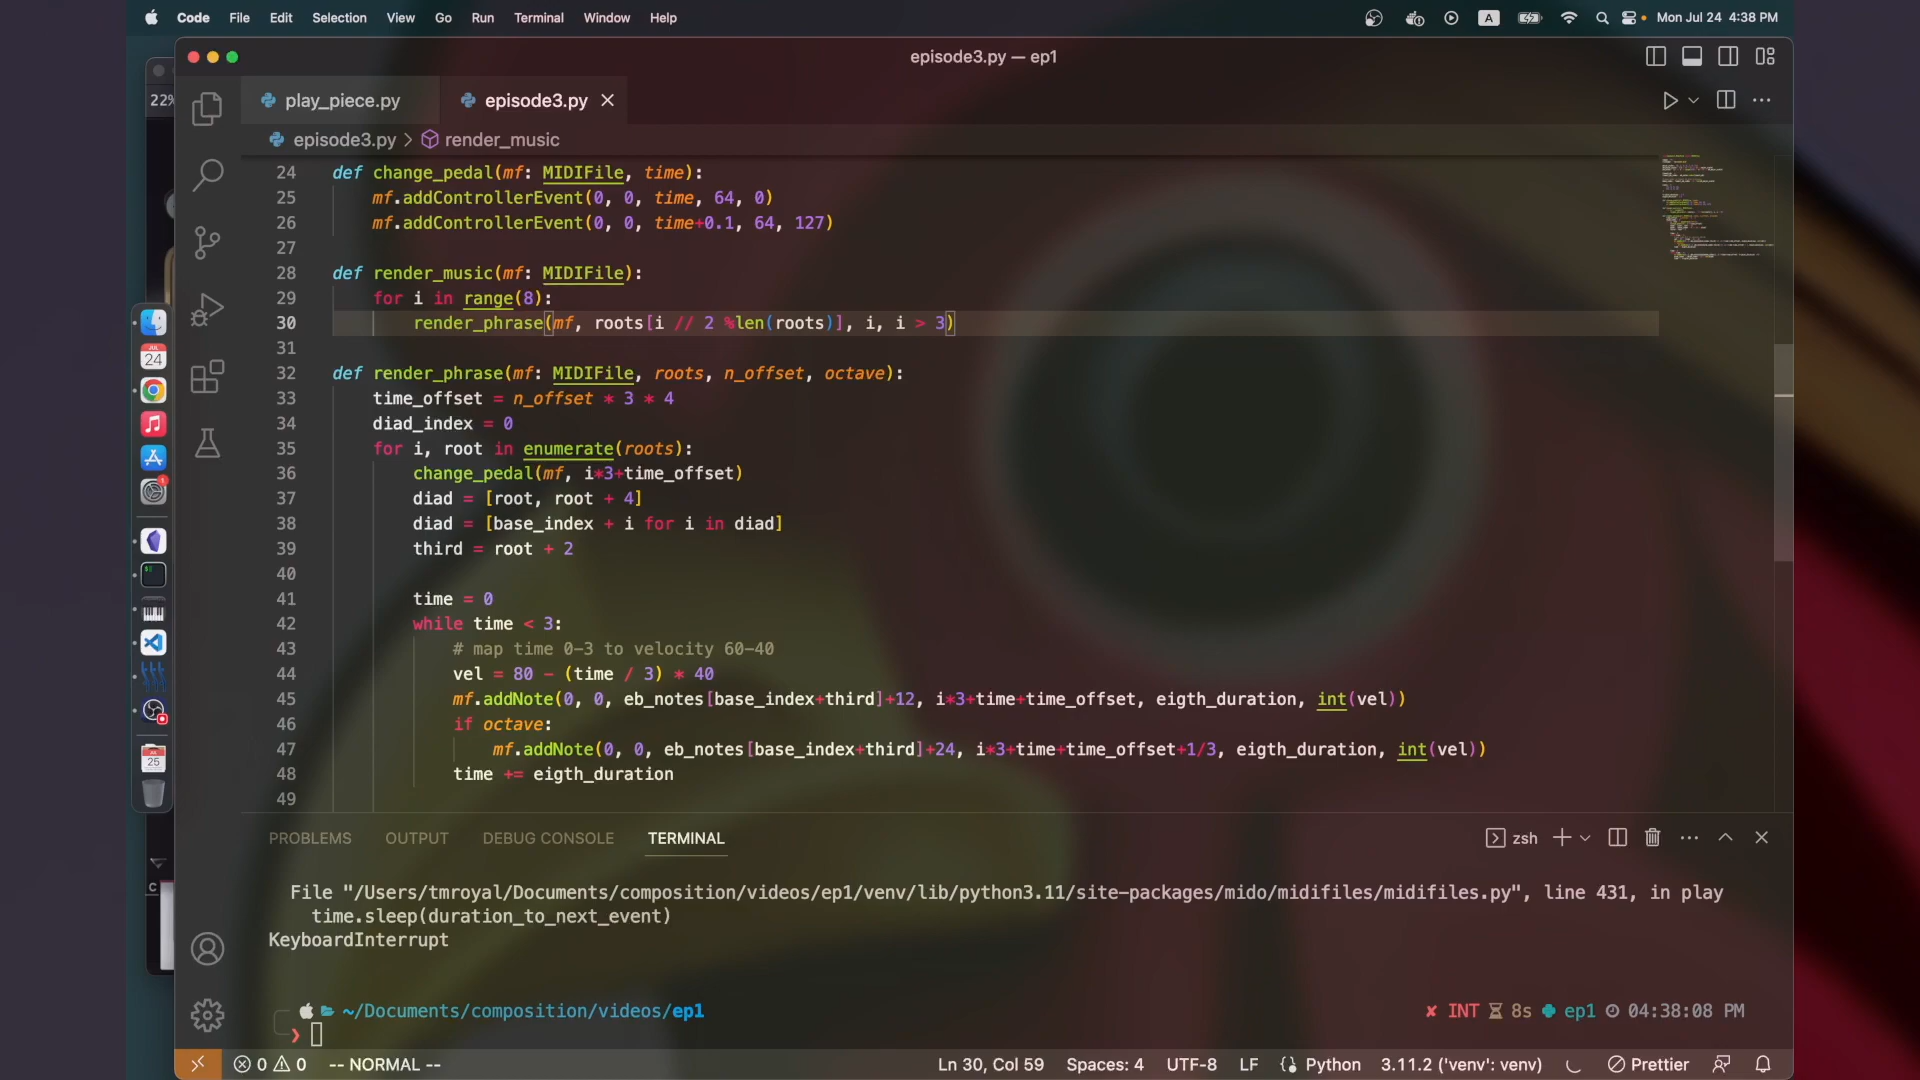 Code File Edit Selection View Go Run Terminal Window Help
A
Mon Jul 24 4:38 PM
episode3.py — ep1
22%
play_piece.py
episode3.py
episode3.py > render_music
24 def change_pedal(mf: MIDIFile, time):
25 mf.addControllerEvent(0, 0, time, 64, 0)
26 mf.addControllerEvent(0, 0, time+0.1, 64, 127)
27
28 def render_music(mf: MIDIFile):
29 for i in range(8):
30 render_phrase(mf, roots[i // 2 %len(roots)], i, i > 3)
31
32 def render_phrase(mf: MIDIFile, roots, n_offset, octave):
33 time_offset = n_offset * 3 * 4
34 diad_index = 0
35 for i, root in enumerate(roots):
36 change_pedal(mf, i*3+time_offset)
37 diad = [root, root + 4]
38 diad = [base_index + i for i in diad]
39 third = root + 2
40
41 time = 0
42 while time < 3:
43 # map time 0-3 to velocity 60-40
44 vel = 80 - (time / 3) * 40
45 mf.addNote(0, 0, eb_notes[base_index+third]+12, i*3+time+time_offset, eigth_duration, int(vel))
46 if octave:
47 mf.addNote(0, 0, eb_notes[base_index+third]+24, i*3+time+time_offset+1/3, eigth_duration, int(vel))
48 time += eigth_duration
49
JUL
24
1
25
C
PROBLEMS OUTPUT DEBUG CONSOLE TERMINAL
zsh
File "/Users/tmroyal/Documents/composition/videos/ep1/venv/lib/python3.11/site-packages/mido/midifiles/midifiles.py", line 431, in play
time.sleep(duration_to_next_event)
KeyboardInterrupt
~/Documents/composition/videos/ep1
✘ INT 8s ep1 04:38:08 PM
❯
0 0 -- NORMAL --
Ln 30, Col 59 Spaces: 4 UTF-8 LF Python 3.11.2 ('venv': venv) Prettier